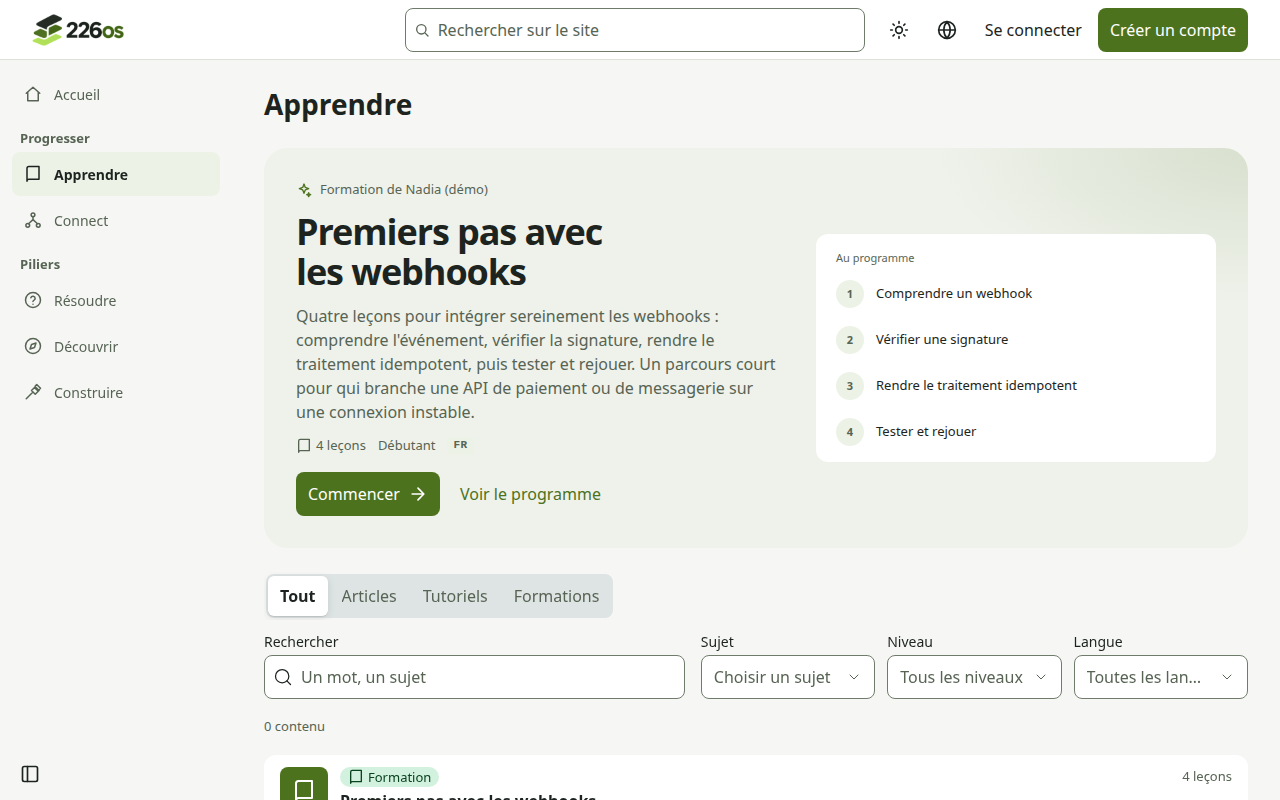 226os
Rechercher sur le site
Se connecter
Créer un compte
Accueil
Progresser
Apprendre
Connect
Piliers
Résoudre
Découvrir
Construire
Apprendre
Formation de Nadia (démo)
Premiers pas avec
les webhooks
Quatre leçons pour intégrer sereinement les webhooks :
comprendre l'événement, vérifier la signature, rendre le
traitement idempotent, puis tester et rejouer. Un parcours court
pour qui branche une API de paiement ou de messagerie sur
une connexion instable.
4 leçons Débutant FR
Commencer
Voir le programme
Au programme
1 Comprendre un webhook
2 Vérifier une signature
3 Rendre le traitement idempotent
4 Tester et rejouer
Tout Articles Tutoriels Formations
Rechercher
Un mot, un sujet
Sujet
Choisir un sujet
Niveau
Tous les niveaux
Langue
Toutes les lan...
0 contenu
Formation
4 leçons
Premiers pas avec les webhooks